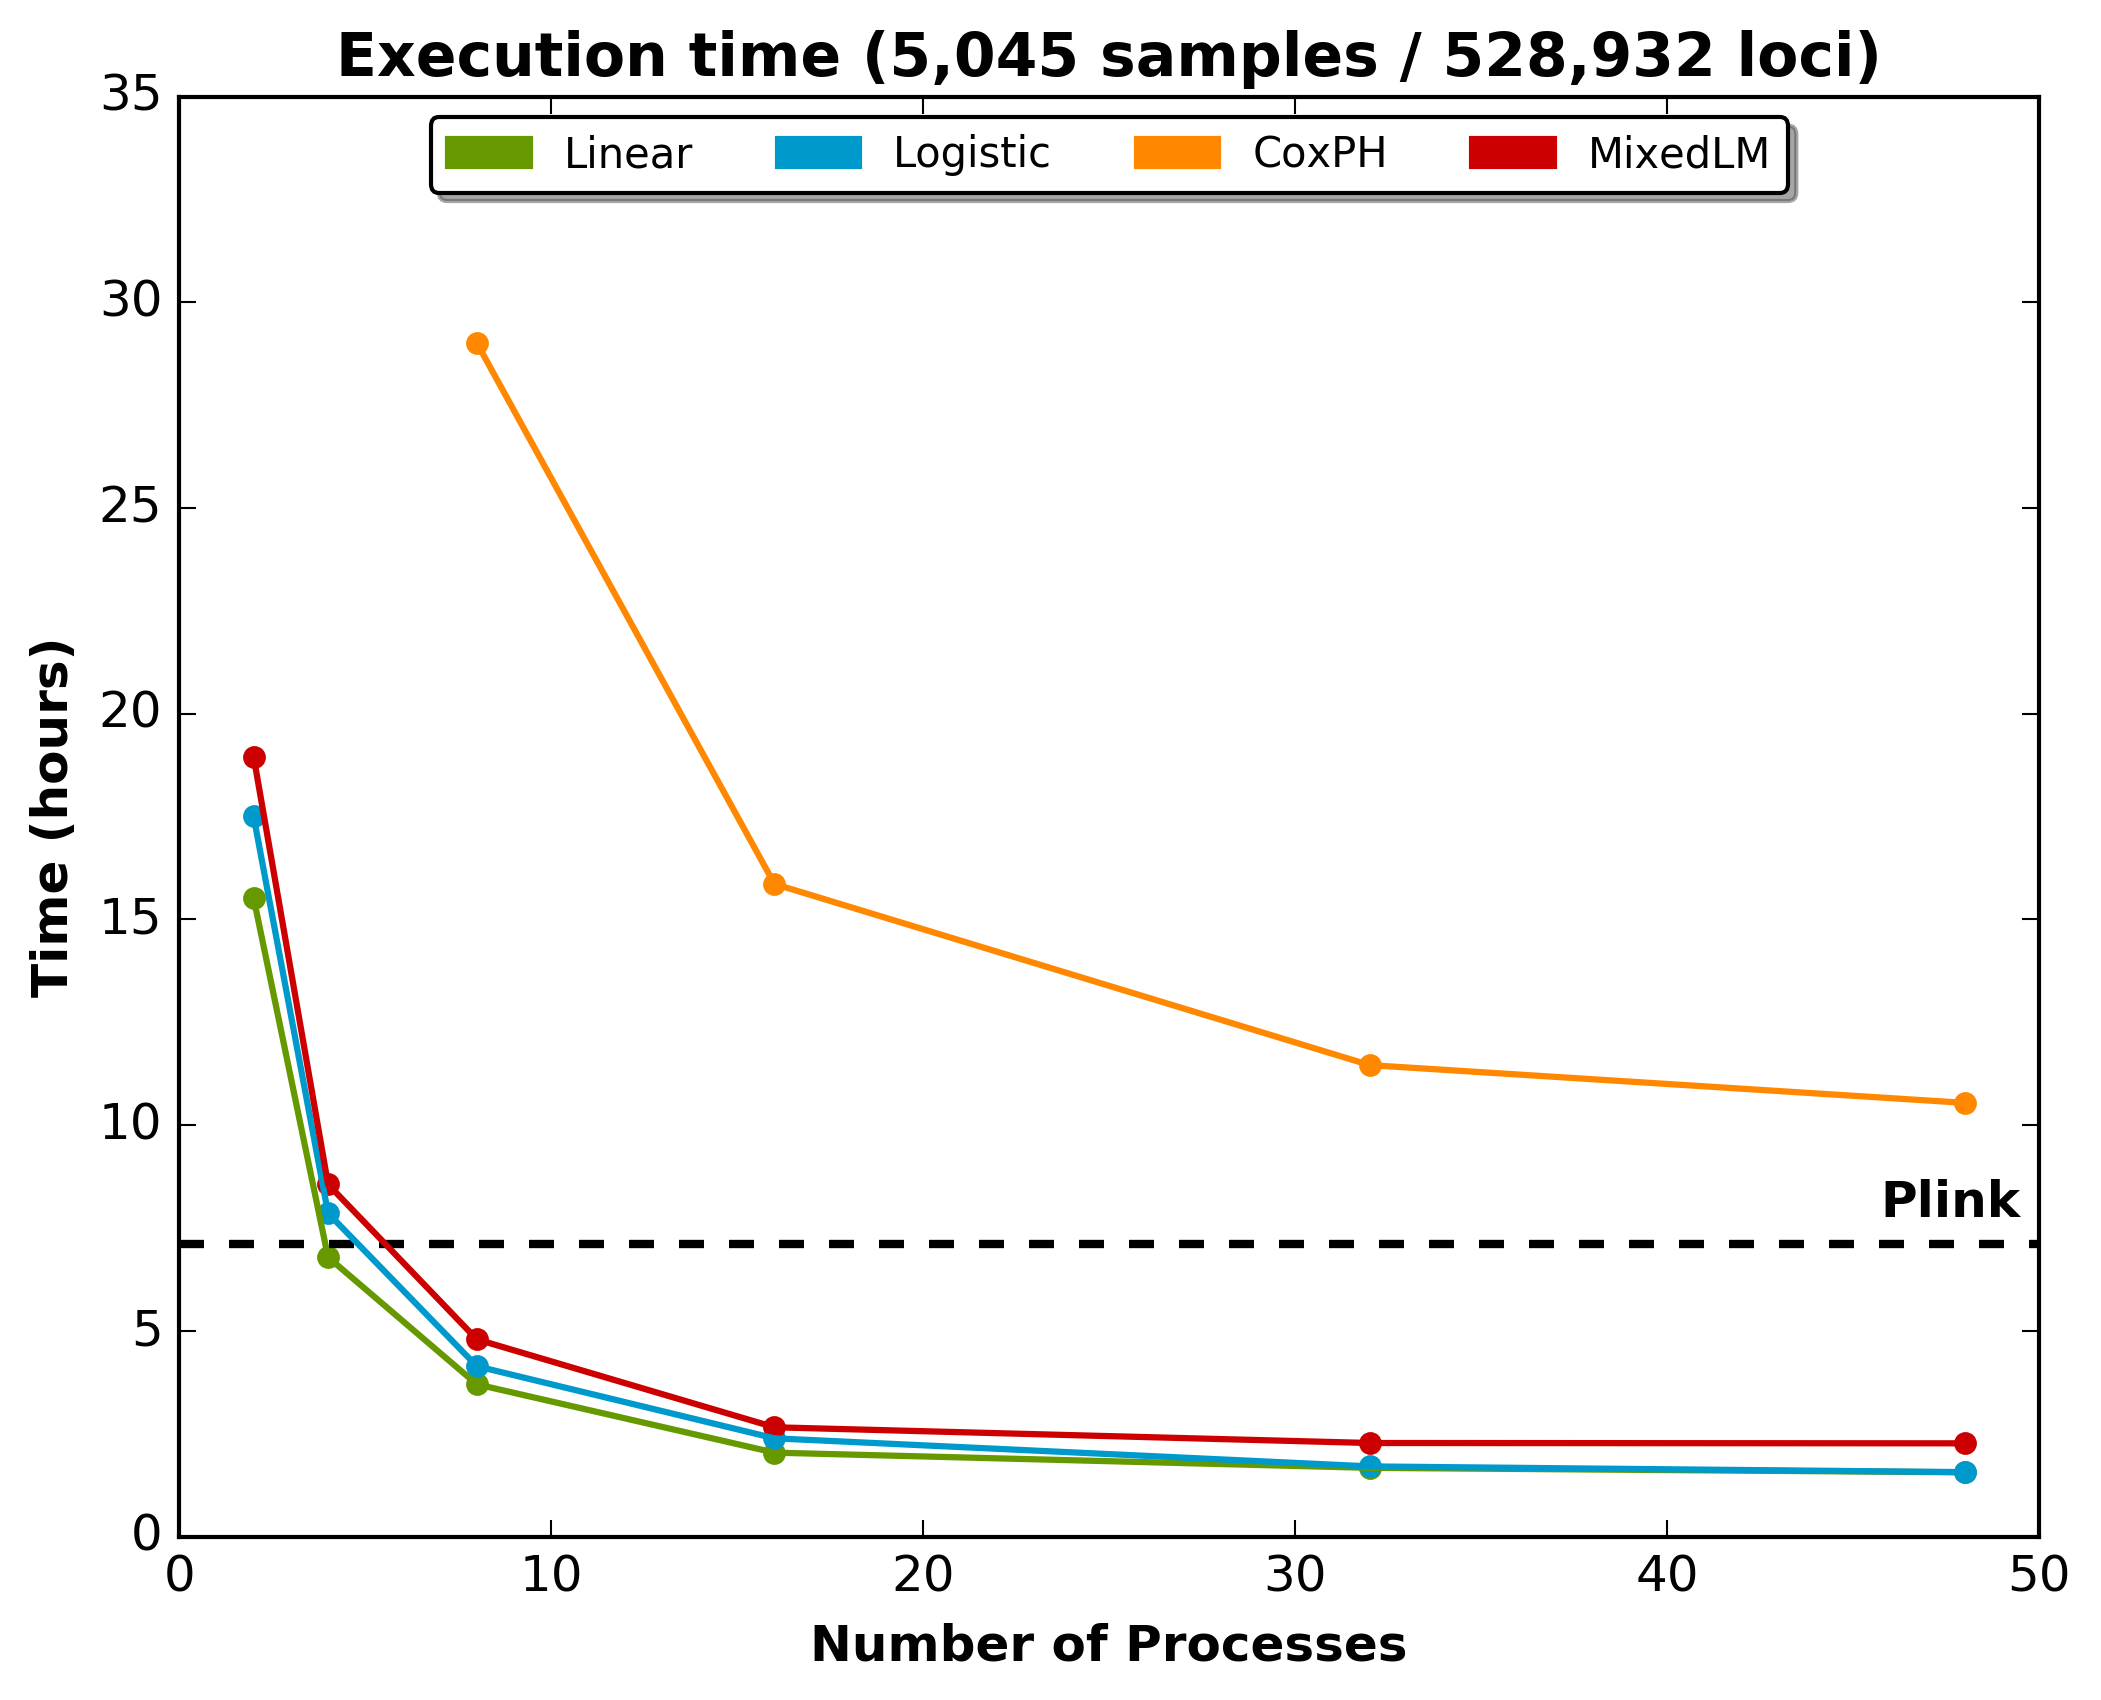 Execution time (5,045 samples / 528,932 loci)
35
Linear Logistic CoxPH MixedLM
30
25
20
15
10
Plink
5
0
0 10 20 30 40 50
Time (hours)
Number of Processes